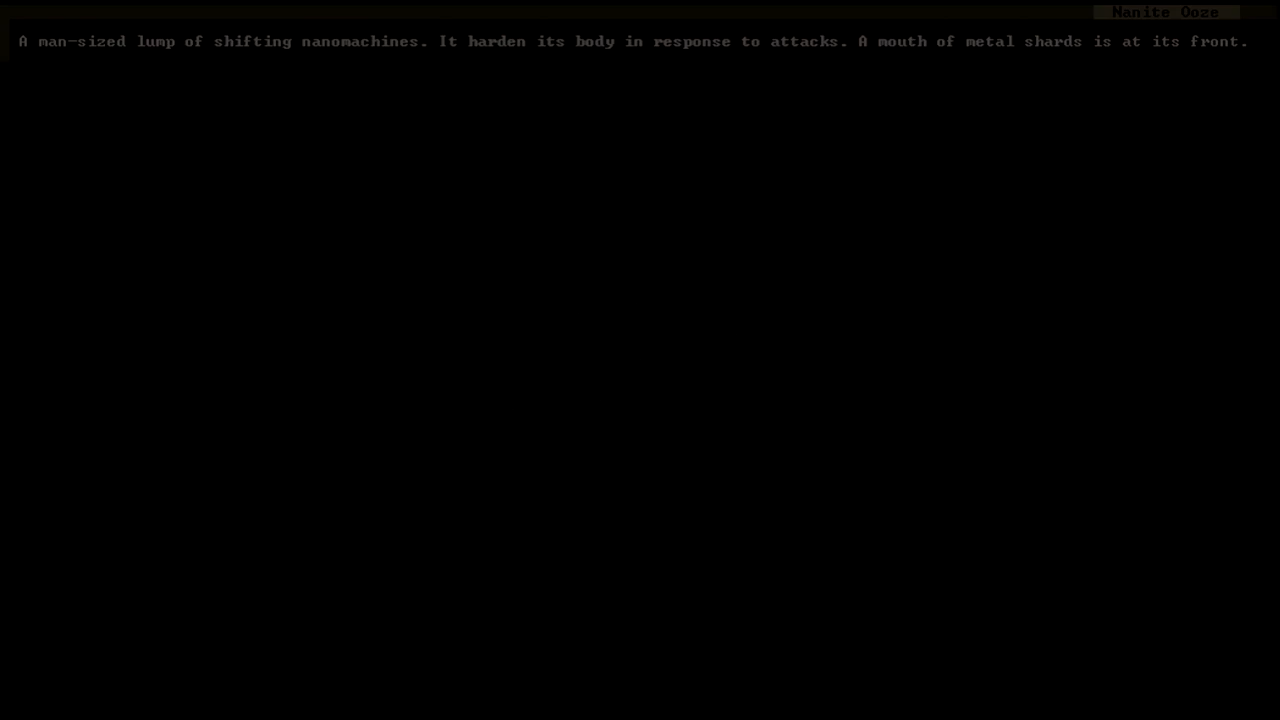 Nanite Ooze
A man-sized lump of shifting nanomachines. It harden its body in response to attacks. A mouth of metal shards is at its front.